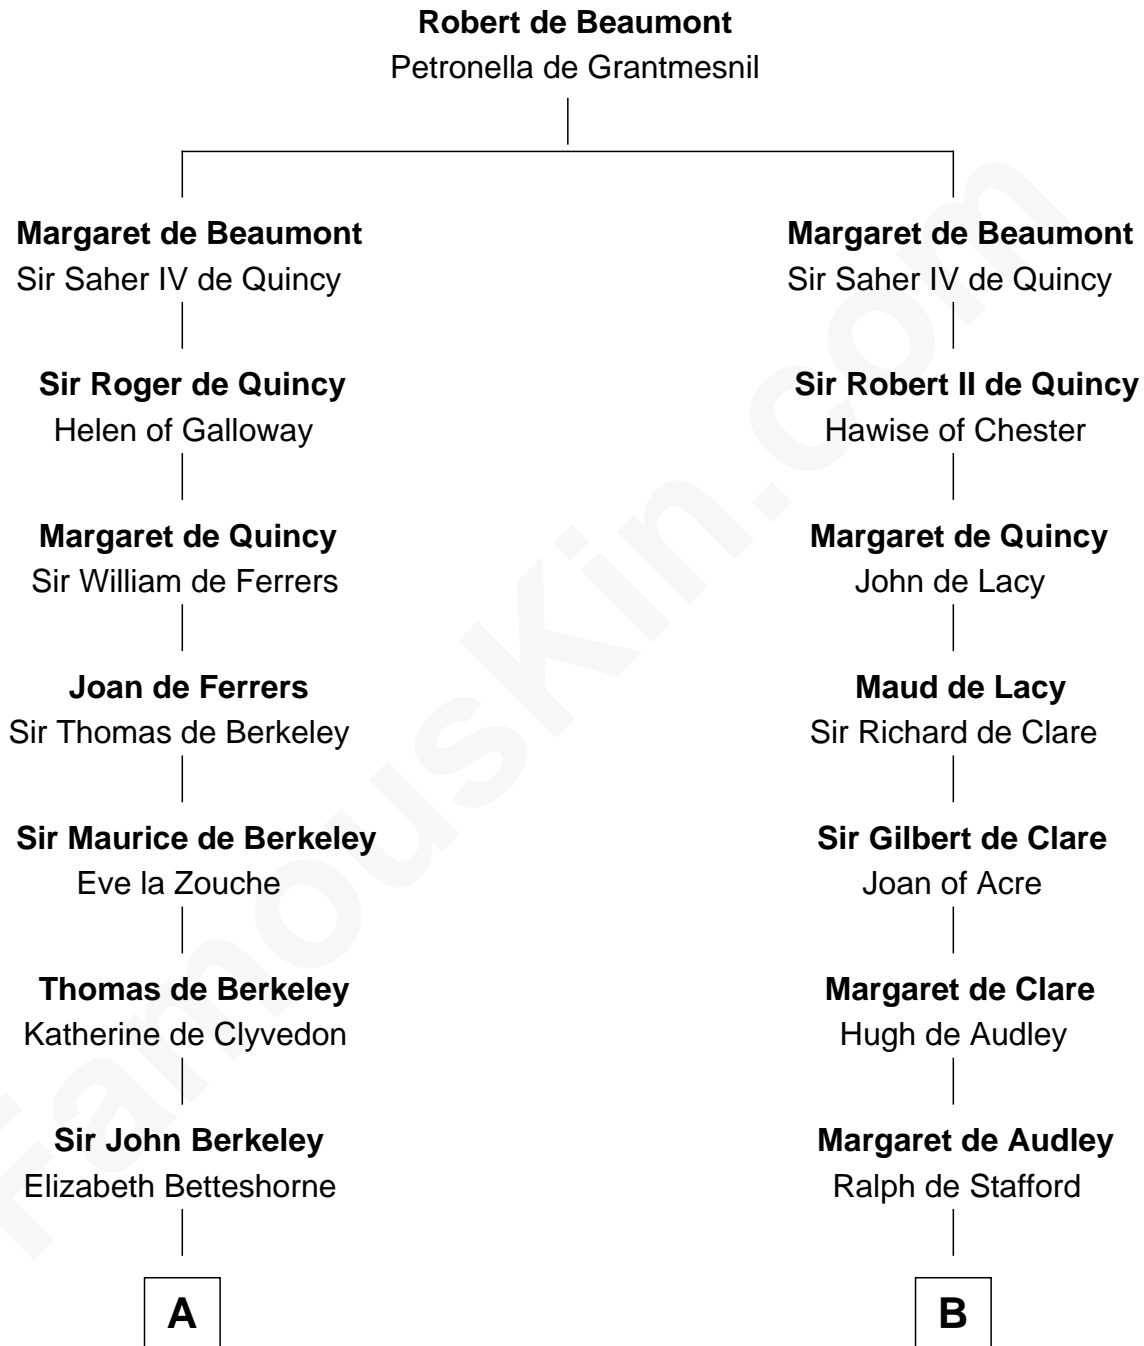 Robert de Beaumont
Petronella de Grantmesnil
Margaret de Beaumont
Sir Saher IV de Quincy
Margaret de Beaumont
Sir Saher IV de Quincy
Sir Roger de Quincy
Helen of Galloway
Sir Robert II de Quincy
Hawise of Chester
Margaret de Quincy
Sir William de Ferrers
Margaret de Quincy
John de Lacy
Joan de Ferrers
Sir Thomas de Berkeley
Maud de Lacy
Sir Richard de Clare
Sir Maurice de Berkeley
Eve la Zouche
Sir Gilbert de Clare
Joan of Acre
Thomas de Berkeley
Katherine de Clyvedon
Margaret de Clare
Hugh de Audley
Sir John Berkeley
Elizabeth Betteshorne
Margaret de Audley
Ralph de Stafford
A
B
FamousKin.com